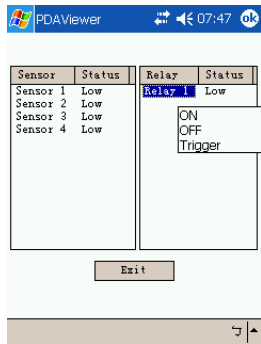 PDAViewer 07:47 ok
Sensor Status Relay Status
Sensor 1 Low Relay 1 Low
Sensor 2 Low ON
Sensor 3 Low OFF
Sensor 4 Low Trigger
Exit